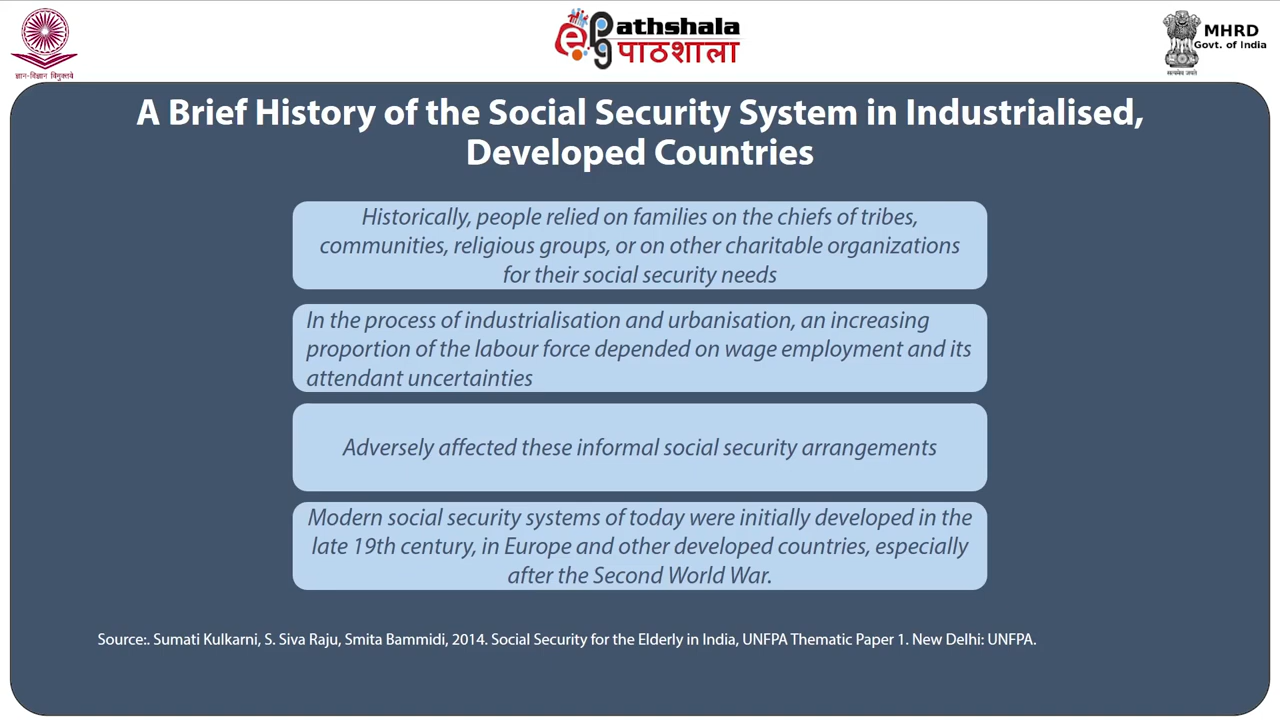 ज्ञान-विज्ञान विमुक्तये
ePathshala
पाठशाला
MHRD
Govt. of India
सत्यमेव जयते
A Brief History of the Social Security System in Industrialised,
Developed Countries
Historically, people relied on families on the chiefs of tribes,
communities, religious groups, or on other charitable organizations
for their social security needs
In the process of industrialisation and urbanisation, an increasing
proportion of the labour force depended on wage employment and its
attendant uncertainties
Adversely affected these informal social security arrangements
Modern social security systems of today were initially developed in the
late 19th century, in Europe and other developed countries, especially
after the Second World War.
Source:. Sumati Kulkarni, S. Siva Raju, Smita Bammidi, 2014. Social Security for the Elderly in India, UNFPA Thematic Paper 1. New Delhi: UNFPA.